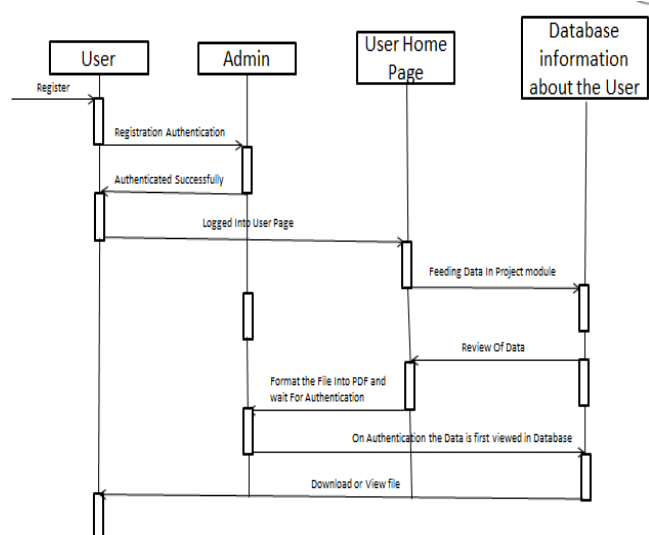 User
Admin
User Home
Page
Database
information
about the User
Register
Registration Authentication
Authenticated Successfully
Logged Into User Page
Feeding Data In Project module
Review Of Data
Format the File Into PDF and
wait For Authentication
On Authentication the Data is first viewed in Database
Download or View file